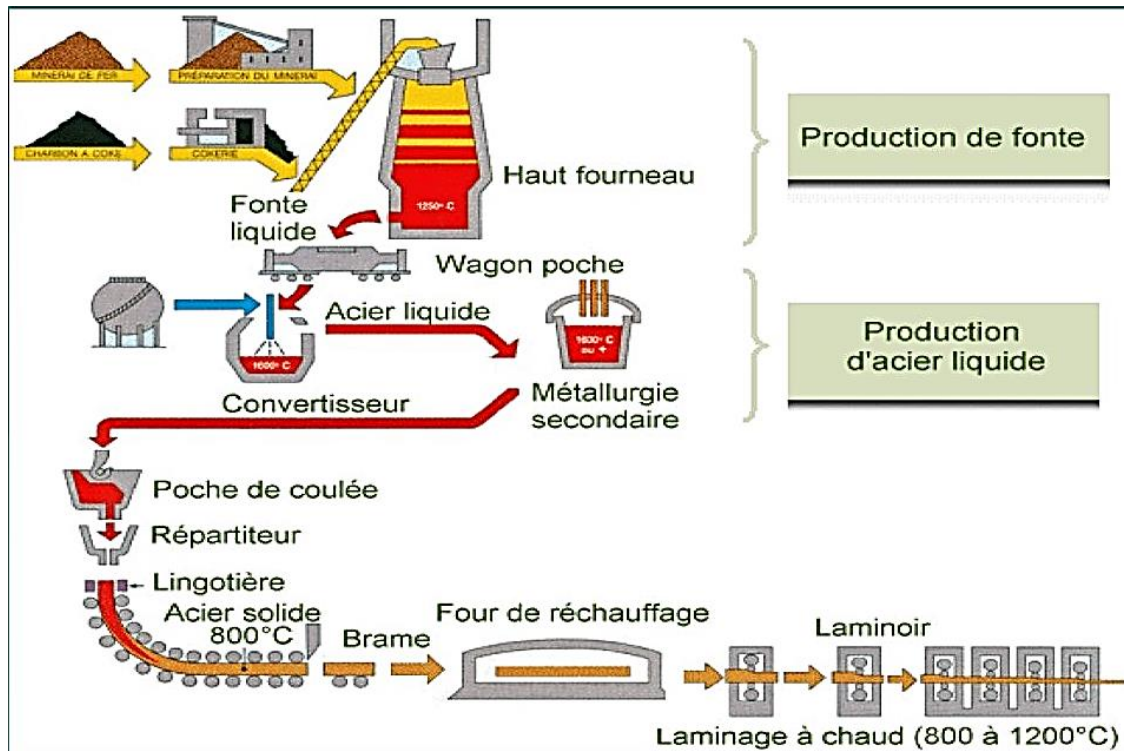 MINERAI DE FER
PRÉPARATION DU MINERAI
CHARBON A COKE
COKERIE
Haut fourneau
1250° C
Production de fonte
Fonte
liquide
Wagon poche
Acier liquide
1600° C
1600° C
ou +
Production
d'acier liquide
Convertisseur
Métallurgie
secondaire
Poche de coulée
Répartiteur
Lingotière
Acier solide
800°C
Brame
Four de réchauffage
Laminoir
Laminage à chaud (800 à 1200°C)